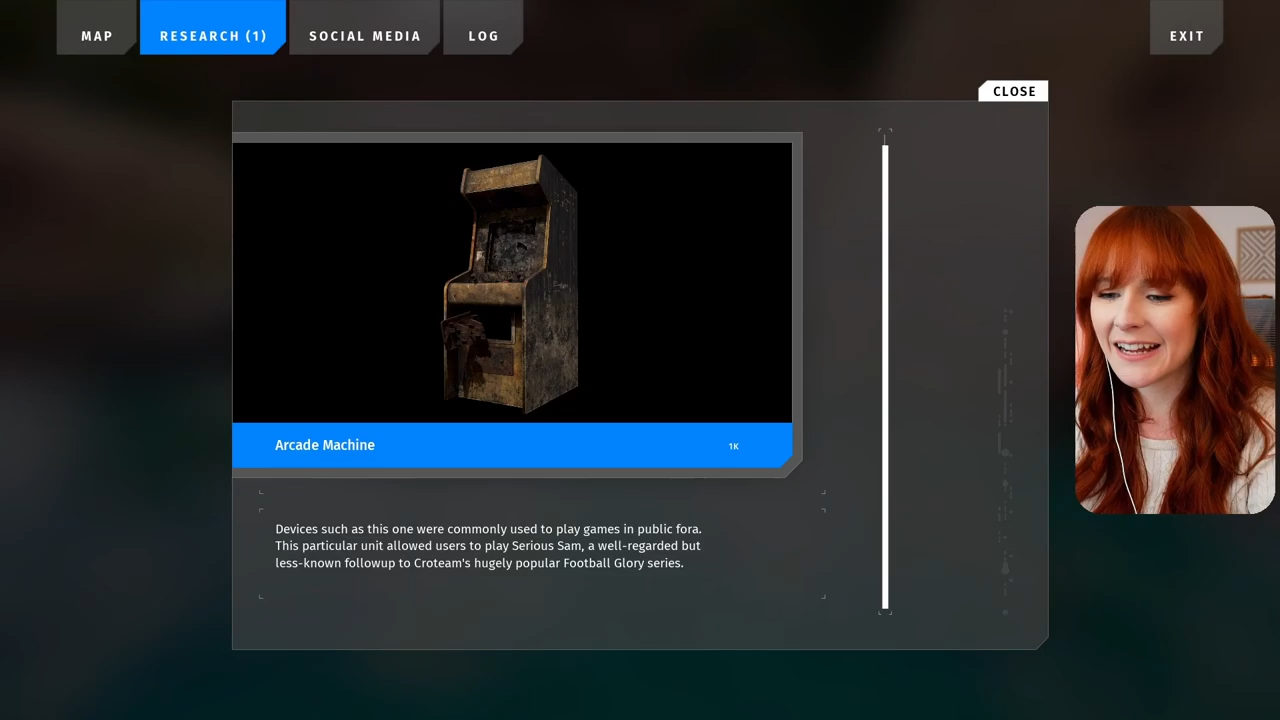 MAP
RESEARCH (1)
SOCIAL MEDIA
LOG
EXIT
CLOSE
Arcade Machine
1K
Devices such as this one were commonly used to play games in public fora.
This particular unit allowed users to play Serious Sam, a well-regarded but
less-known followup to Croteam's hugely popular Football Glory series.